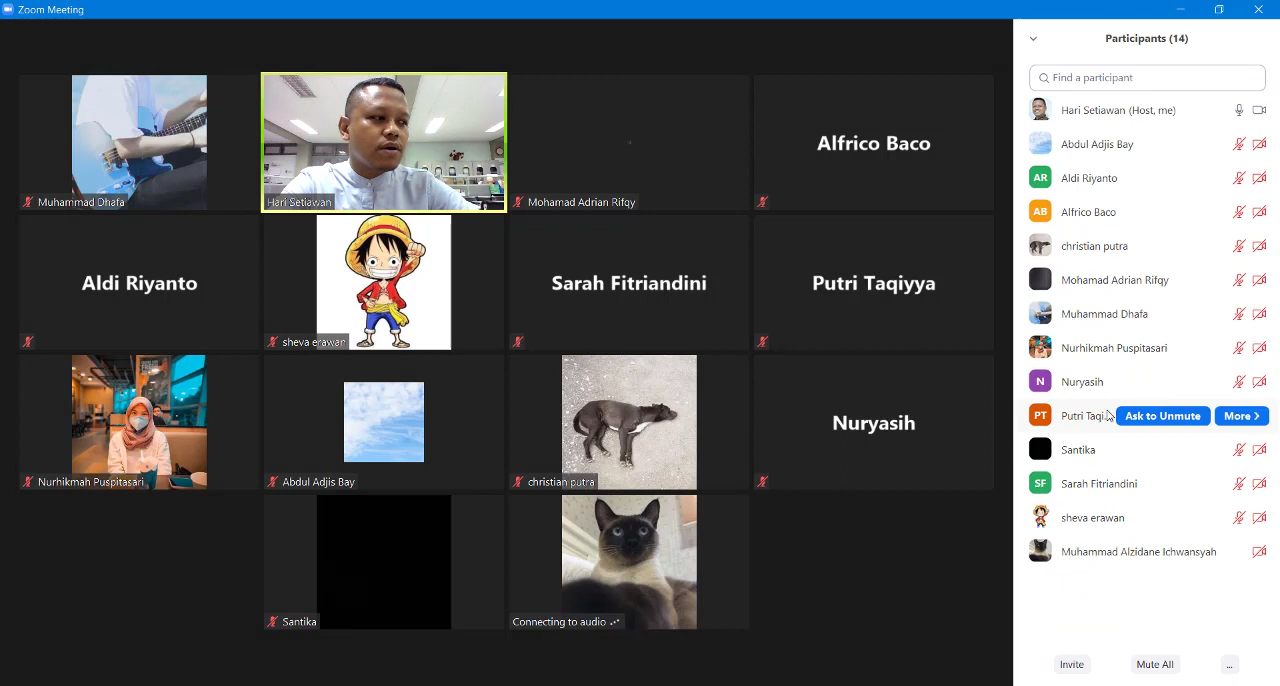 Zoom Meeting
Muhammad Dhafa
Hari Setiawan
Mohamad Adrian Rifqy
Alfrico Baco
Aldi Riyanto
sheva erawan
Sarah Fitriandini
Putri Taqiyya
Nurhikmah Puspitasari
Abdul Adjis Bay
christian putra
Nuryasih
Santika
Connecting to audio
Participants (14)
Find a participant
Hari Setiawan (Host, me)
Abdul Adjis Bay
AR Aldi Riyanto
AB Alfrico Baco
christian putra
Mohamad Adrian Rifqy
Muhammad Dhafa
Nurhikmah Puspitasari
N Nuryasih
PT Putri Taqi... Ask to Unmute More >
Santika
SF Sarah Fitriandini
sheva erawan
Muhammad Alzidane Ichwansyah
Invite Mute All ...